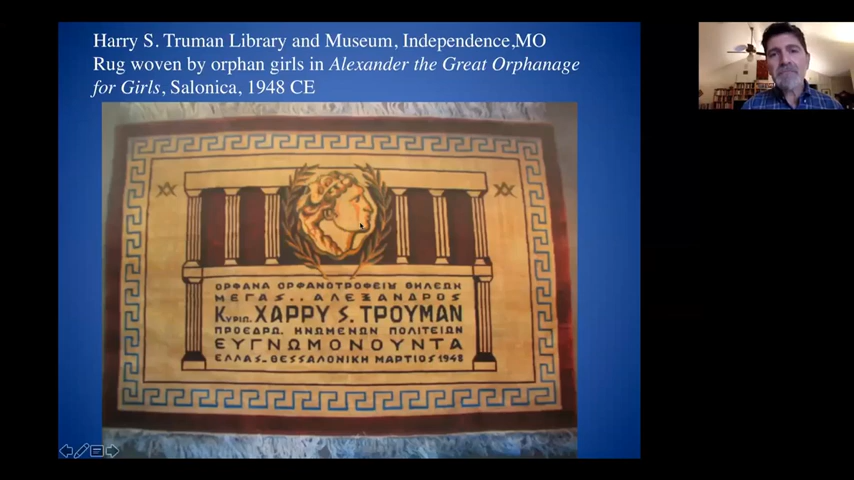 Harry S. Truman Library and Museum, Independence,MO
Rug woven by orphan girls in Alexander the Great Orphanage
for Girls, Salonica, 1948 CE
ΟΡΦΑΝΑ ΟΡΦΑΝΟΤΡΟΦΕΙΥ ΘΗΛΕΩΝ
ΜΕΓΑΣ.. ΑΛΕΞΑΝΔΡΟΣ
ΚΥΡΙΩ. ΧΑΡΡΥ S. ΤΡΟΥΜΑΝ
ΠΡΟΕΔΡΩ. ΗΝΩΜΕΝΩΝ ΠΟΛΙΤΕΙΩΝ
ΕΥΓΝΩΜΟΝΟΥΝΤΑ
ΕΛΛΑΣ-ΘΕΣΣΑΛΟΝΙΚΗ ΜΑΡΤΙΟΣ 1948